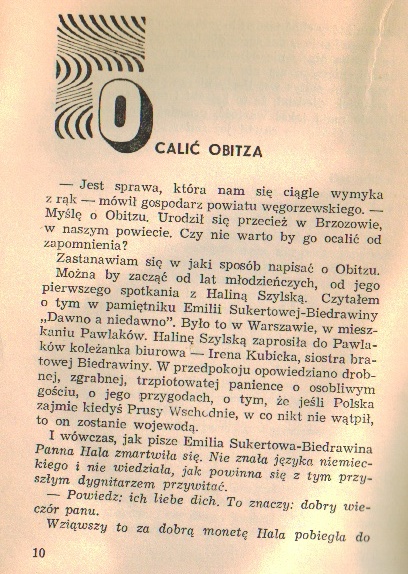 OCALIĆ OBITZA
— Jest sprawa, która nam się ciągle wymyka
z rąk — mówił gospodarz powiatu węgorzewskiego. —
Myślę o Obitzu. Urodził się przecież w Brzozowie,
w naszym powiecie. Czy nie warto by go ocalić od
zapomnienia?
Zastanawiam się w jaki sposób napisać o Obitzu.
Można by zacząć od lat młodzieńczych, od jego
pierwszego spotkania z Haliną Szylską. Czytałem
o tym w pamiętniku Emilii Sukertowej-Biedrawiny
„Dawno a niedawno”. Było to w Warszawie, w miesz-
kaniu Pawlaków. Halinę Szylską zaprosiła do Pawla-
ków koleżanka biurowa — Irena Kubicka, siostra bra-
towej Biedrawiny. W przedpokoju opowiedziano drob-
nej, zgrabnej, trzpiotowatej panience o osobliwym
gościu, o jego przygodach, o tym, że jeśli Polska
zajmie kiedyś Prusy Wschodnie, w co nikt nie wątpił,
to on zostanie wojewodą.
I wówczas, jak pisze Emilia Sukertowa-Biedrawina
Panna Hala zmartwiła się. Nie znała języka niemiec-
kiego i nie wiedziała, jak powinna się z tym przy-
szłym dygnitarzem przywitać.
— Powiedz: ich liebe dich. To znaczy: dobry wie-
czór panu.
Wziąwszy to za dobrą monetę Hala pobiegła do
10